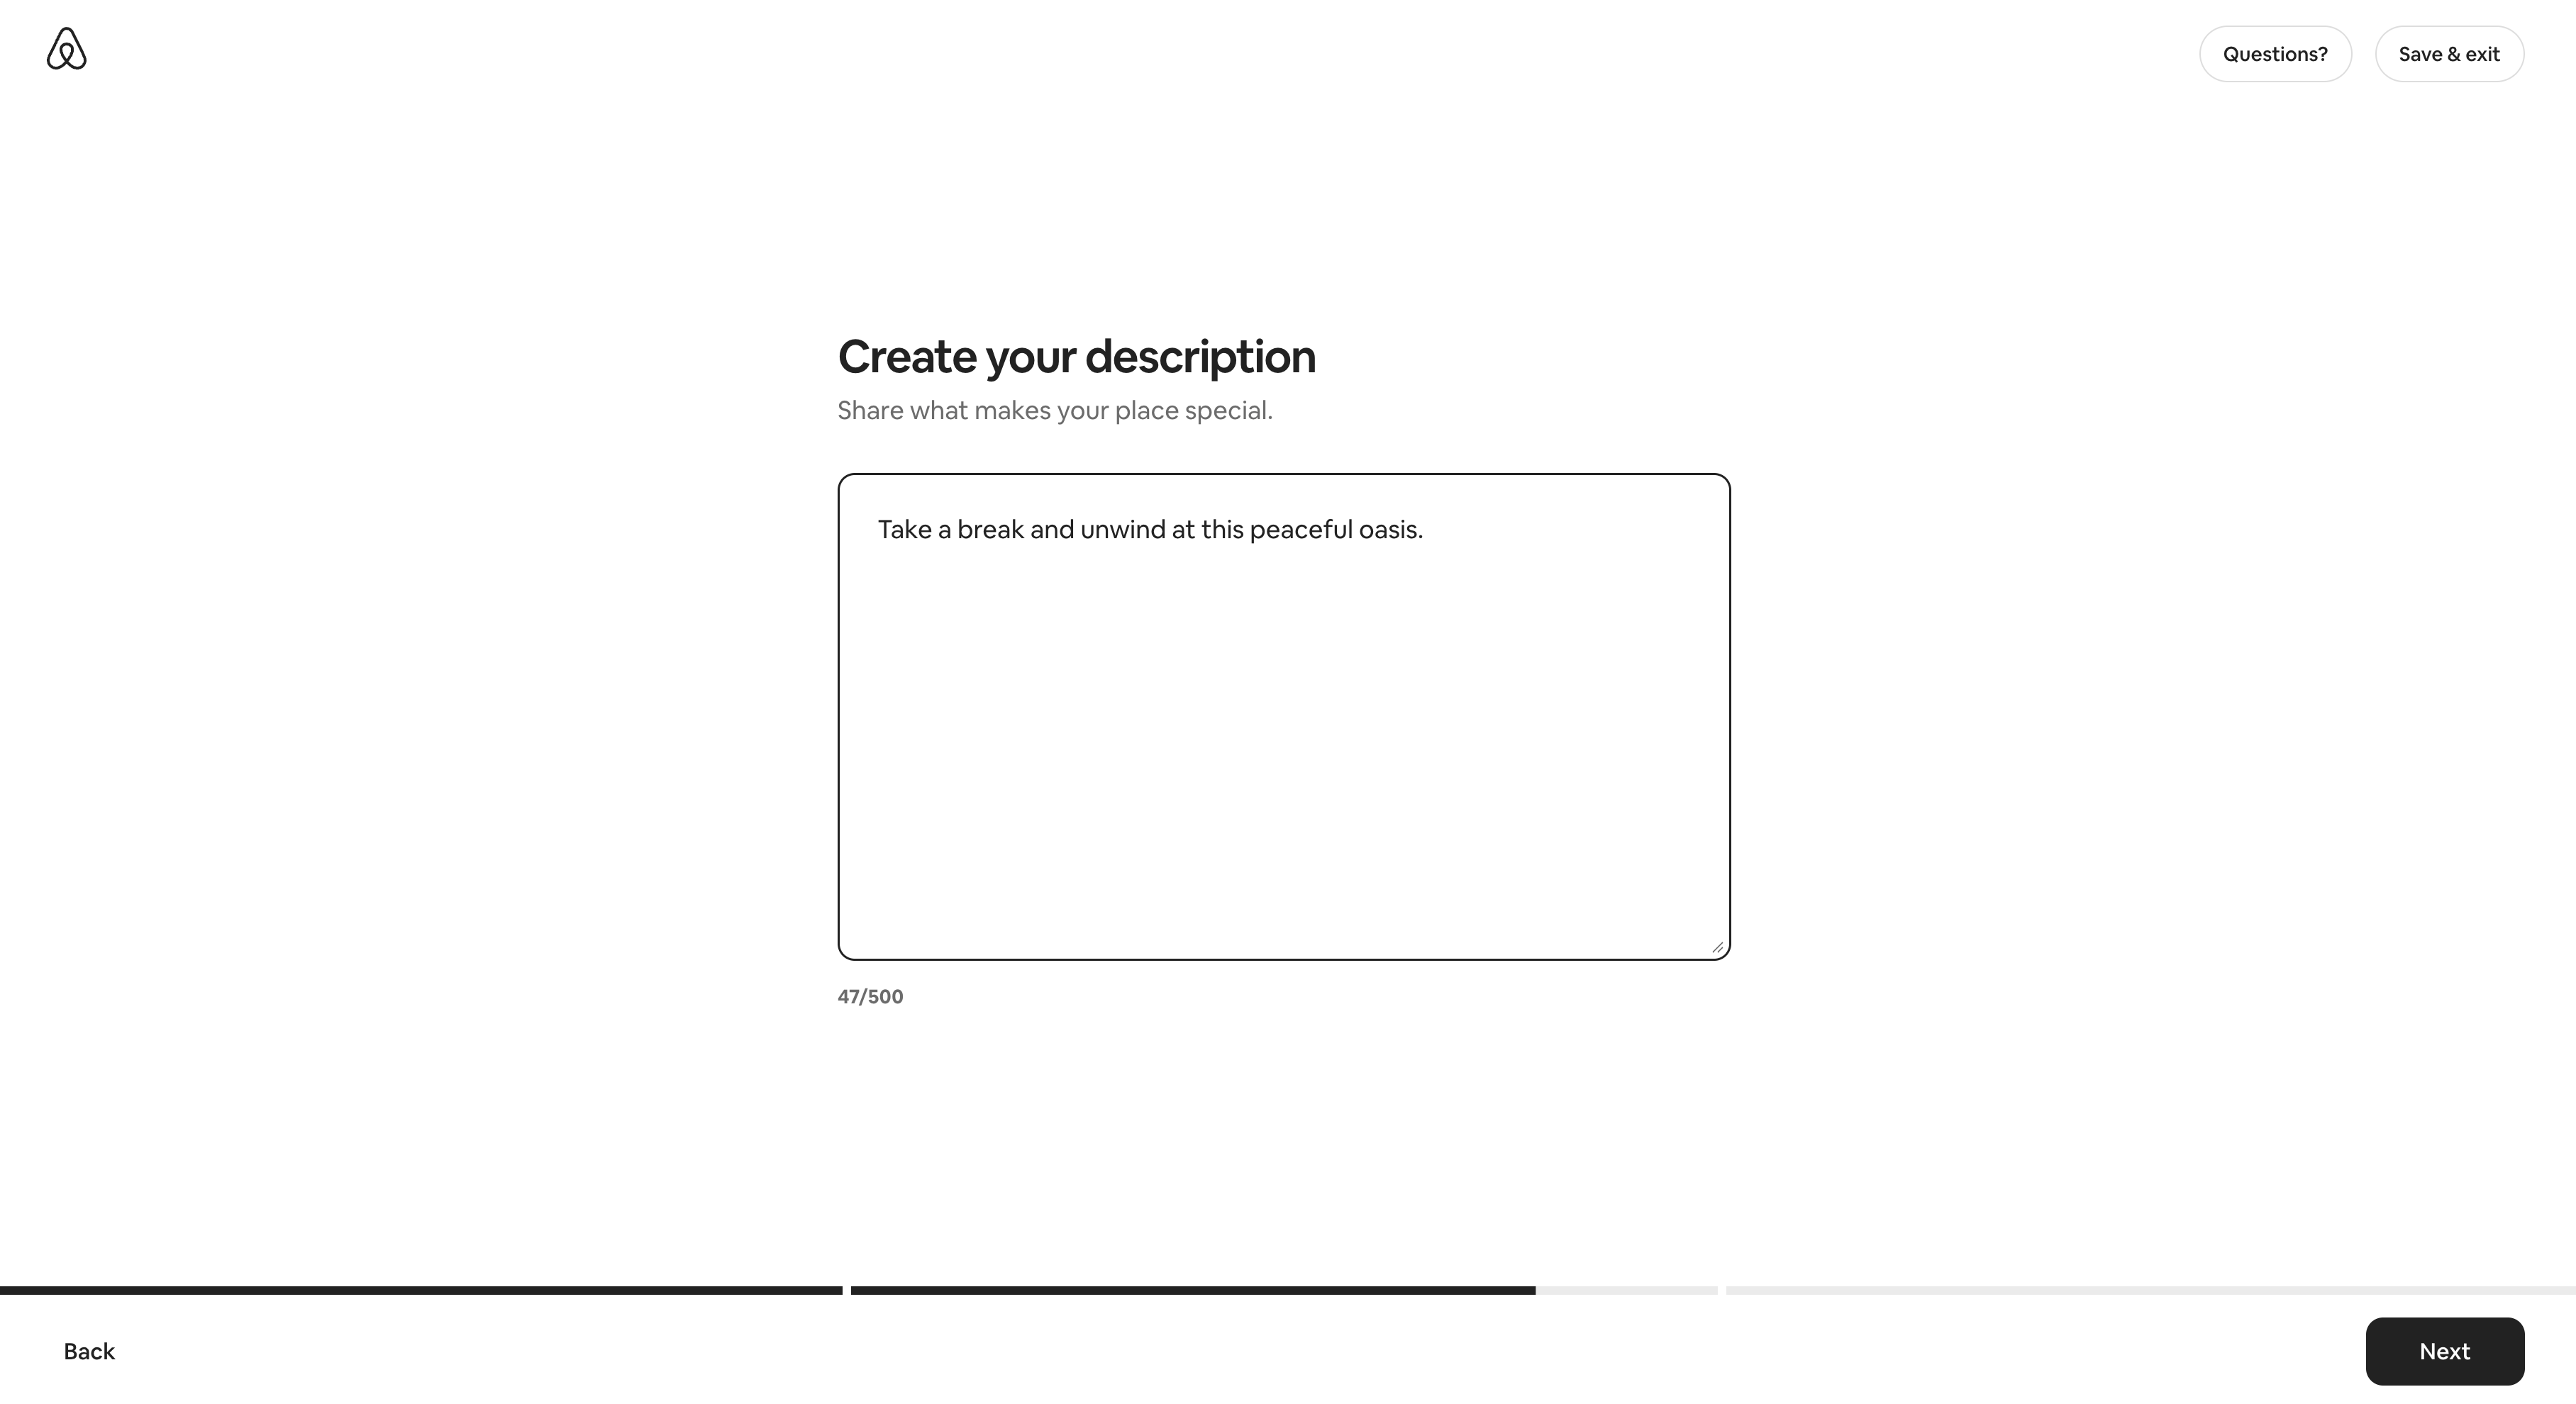 Questions?
Save & exit
Create your description
Share what makes your place special.
Take a break and unwind at this peaceful oasis.
47/500
Back
Next